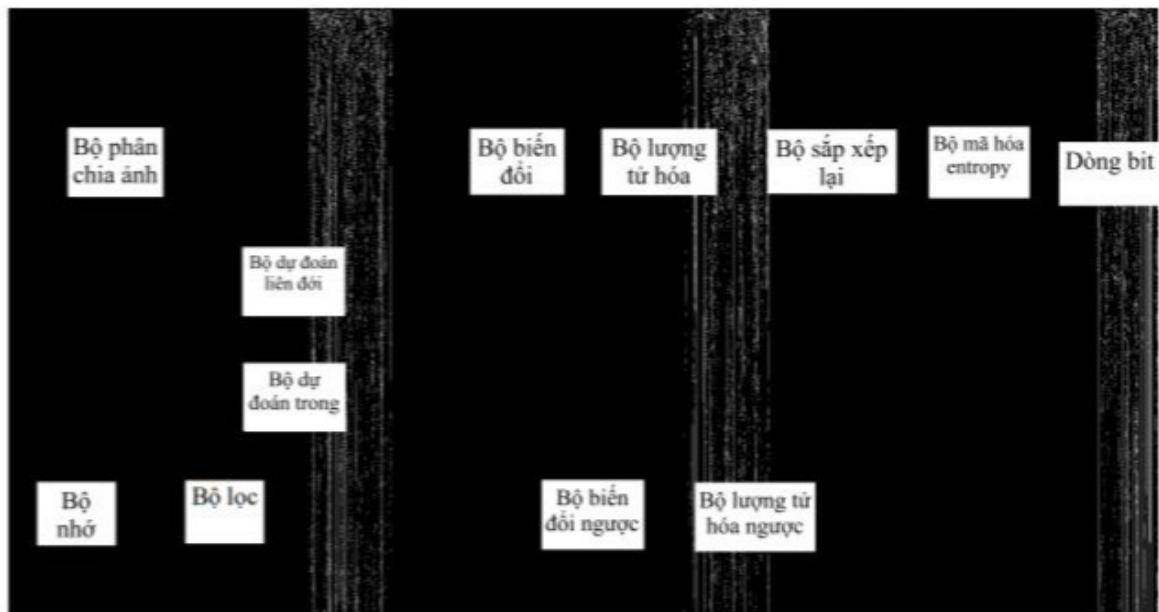 Bộ phân
chia ảnh
Bộ biến
đổi
Bộ lượng
tử hóa
Bộ sắp xếp
lại
Bộ mã hóa
entropy
Dòng bit
Bộ dự đoán
liên đới
Bộ dự
đoán trong
Bộ
nhớ
Bộ lọc
Bộ biến
đổi ngược
Bộ lượng tử
hóa ngược